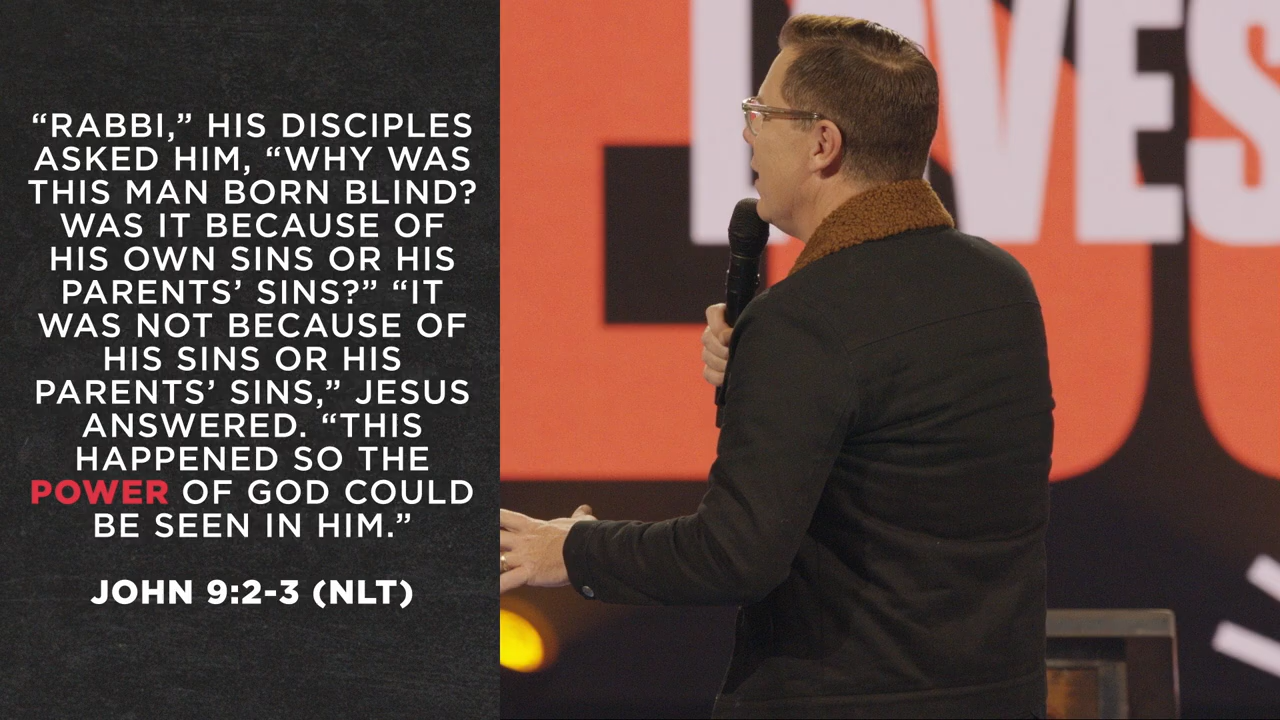 “RABBI,” HIS DISCIPLES
ASKED HIM, “WHY WAS
THIS MAN BORN BLIND?
WAS IT BECAUSE OF
HIS OWN SINS OR HIS
PARENTS’ SINS?” “IT
WAS NOT BECAUSE OF
HIS SINS OR HIS
PARENTS’ SINS,” JESUS
ANSWERED. “THIS
HAPPENED SO THE
POWER OF GOD COULD
BE SEEN IN HIM.”
JOHN 9:2-3 (NLT)